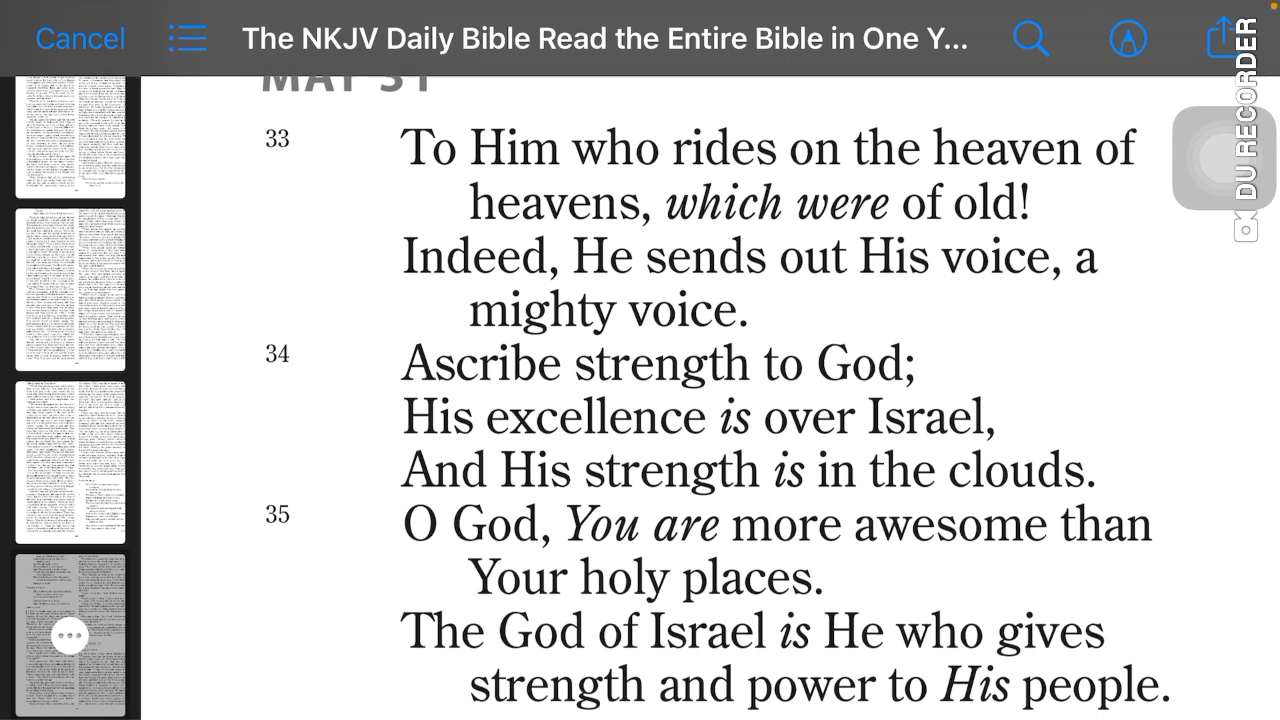 Cancel
The NKJV Daily Bible Read the Entire Bible in One Y...
MAY 31
33 To Him who rides on the heaven of
heavens, which were of old!
Indeed, He sends out His voice, a
mighty voice.
34 Ascribe strength to God;
His excellence is over Israel,
And His strength is in the clouds.
35 O God, You are more awesome than
Your holy places.
The God of Israel is He who gives
strength and power to His people.
DU RECORDER